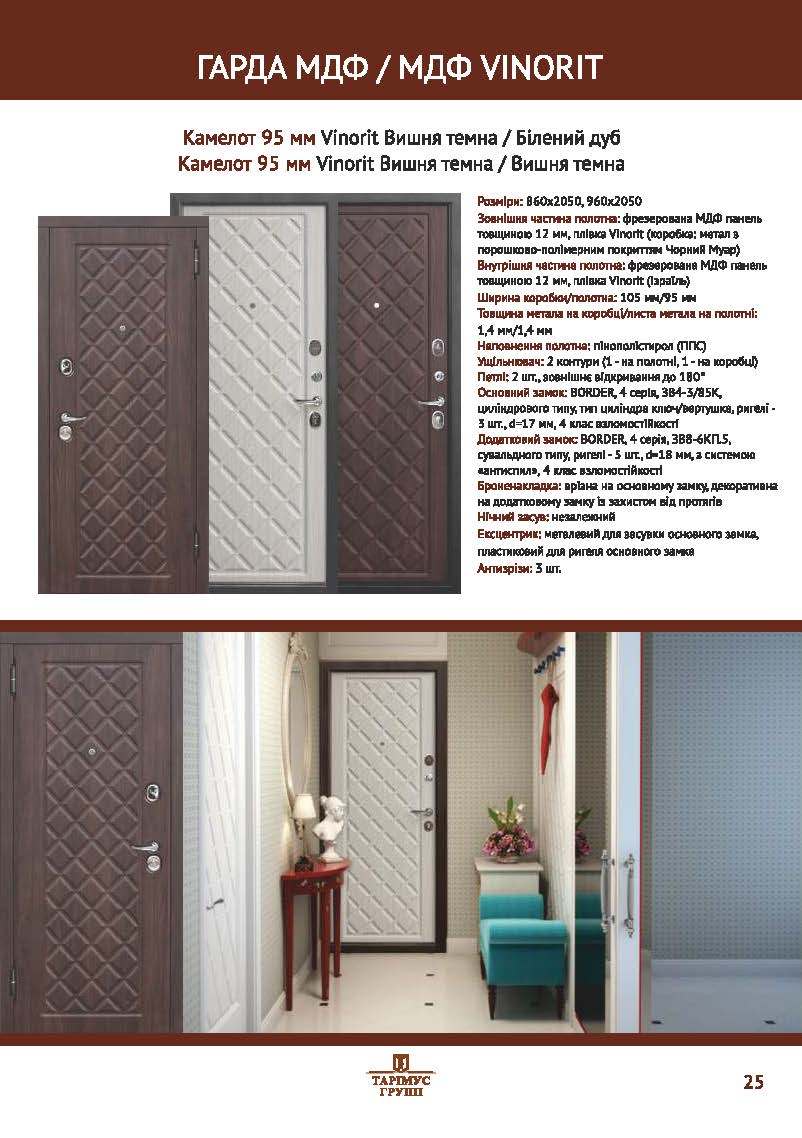 ГАРДА МДФ / МДФ VINORIT
Камелот 95 мм Vinorit Вишня темна / Білений дуб
Камелот 95 мм Vinorit Вишня темна / Вишня темна
Розміри: 860х2050, 960х2050
Зовнішня частина полотна: фрезерована МДФ панель
товщиною 12 мм, плівка Vinorit (коробка: метал з
порошково-полімерним покриттям Чорний Муар)
Внутрішня частина полотна: фрезерована МДФ панель
товщиною 12 мм, плівка Vinorit (Ізраїль)
Ширина коробки/полотна: 105 мм/95 мм
Товщина метала на коробці/листа метала на полотні:
1,4 мм/1,4 мм
Наповнення полотна: пінополістирол (ППС)
Ущільнювач: 2 контури (1 - на полотні, 1 - на коробці)
Петлі: 2 шт., зовнішнє відкривання до 180°
Основний замок: BORDER, 4 серія, ЗВ4-3/85К,
циліндрового типу, тип циліндра ключ/вертушка, ригелі -
3 шт., d=17 мм, 4 клас взломостійкості
Додатковий замок: BORDER, 4 серія, ЗВ8-6КП.5,
сувальдного типу, ригелі - 5 шт., d=18 мм, з системою
«антиспил», 4 клас взломостійкості
Броненакладка: врізна на основному замку, декоративна
на додатковому замку із захистом від протягів
Нічний засув: незалежний
Ексцентрик: металевий для засувки основного замка,
пластиковий для ригеля основного замка
Антизрізи: 3 шт.
ТАРІМУС
ГРУПП
25